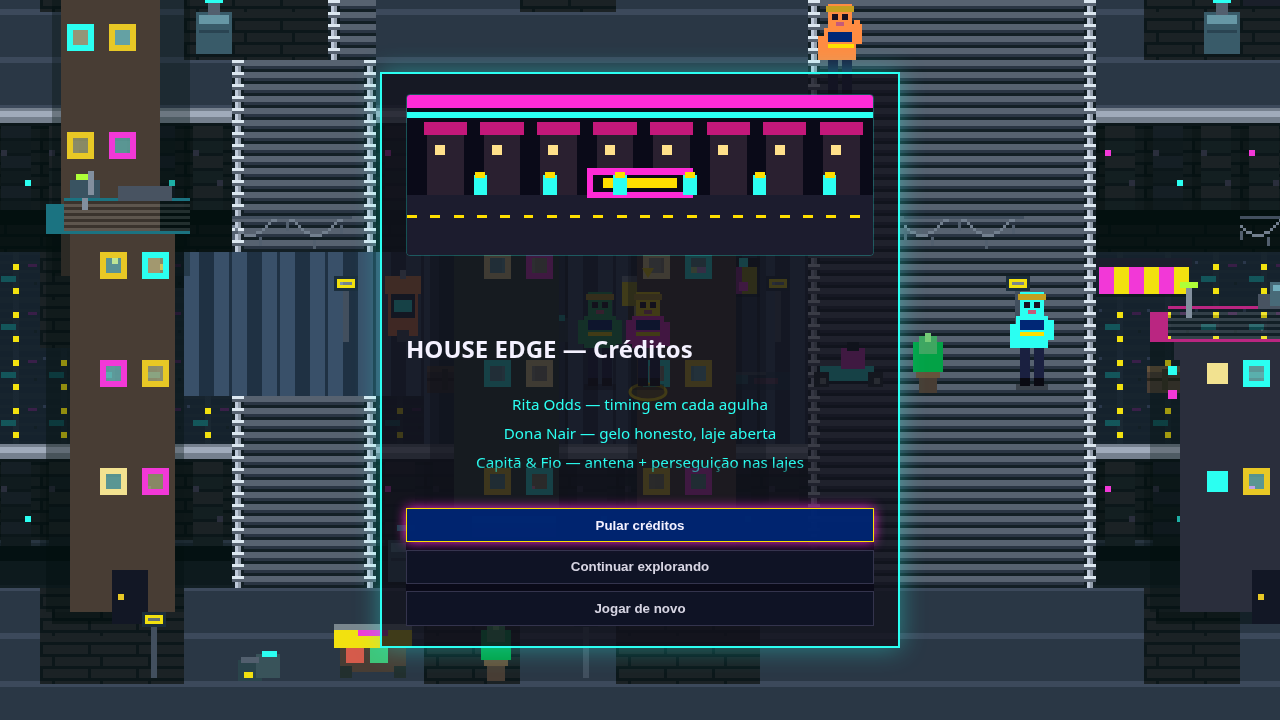 HOUSE EDGE — Créditos
Rita Odds — timing em cada agulha
Dona Nair — gelo honesto, laje aberta
Capitã & Fio — antena + perseguição nas lajes
Pular créditos
Continuar explorando
Jogar de novo